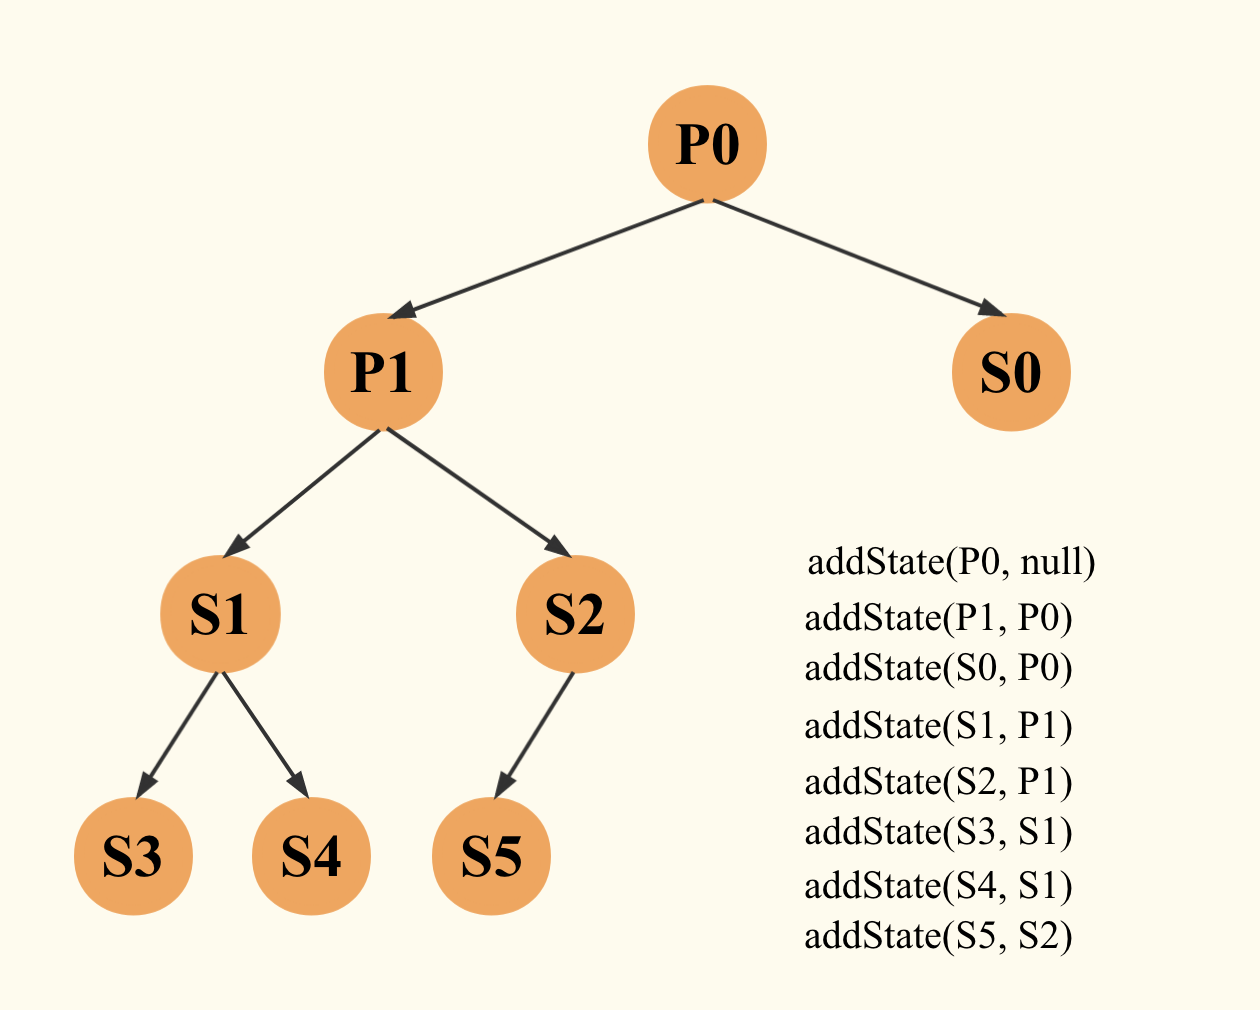 P0
P1
S0
S1
S2
S3
S4
S5
addState(P0, null)
addState(P1, P0)
addState(S0, P0)
addState(S1, P1)
addState(S2, P1)
addState(S3, S1)
addState(S4, S1)
addState(S5, S2)